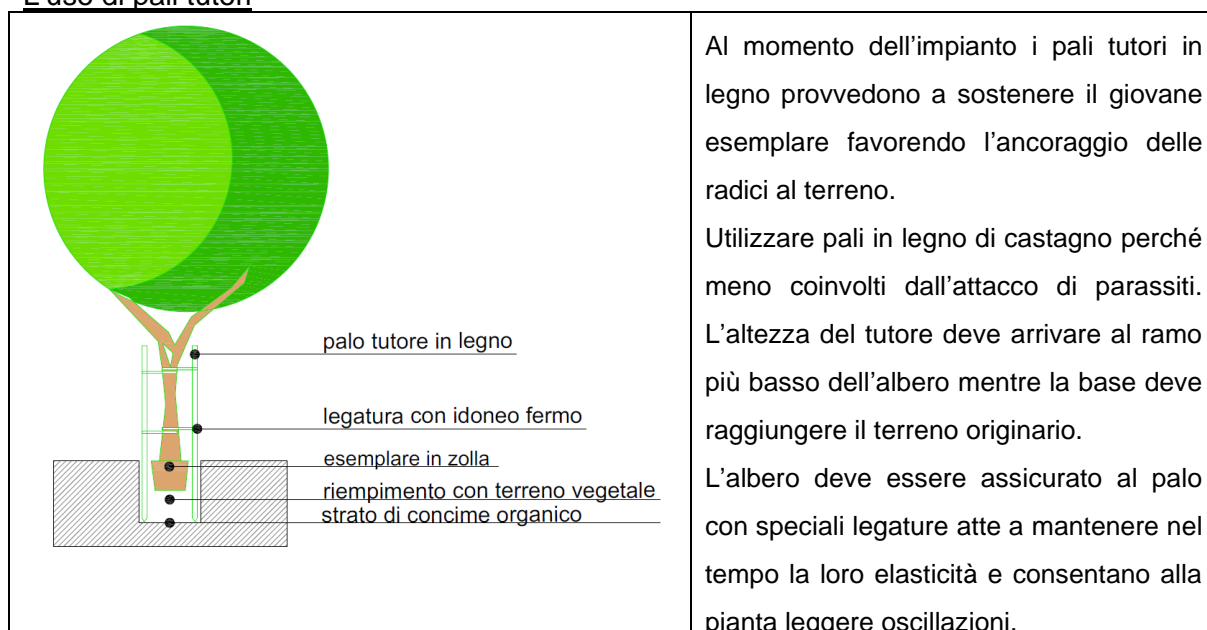 L'uso di pali tutori
palo tutore in legno
legatura con idoneo fermo
esemplare in zolla
riempimento con terreno vegetale
strato di concime organico
Al momento dell'impianto i pali tutori in
legno provvedono a sostenere il giovane
esemplare favorendo l'ancoraggio delle
radici al terreno.
Utilizzare pali in legno di castagno perché
meno coinvolti dall'attacco di parassiti.
L'altezza del tutore deve arrivare al ramo
più basso dell'albero mentre la base deve
raggiungere il terreno originario.
L'albero deve essere assicurato al palo
con speciali legature atte a mantenere nel
tempo la loro elasticità e consentano alla
pianta leggere oscillazioni.